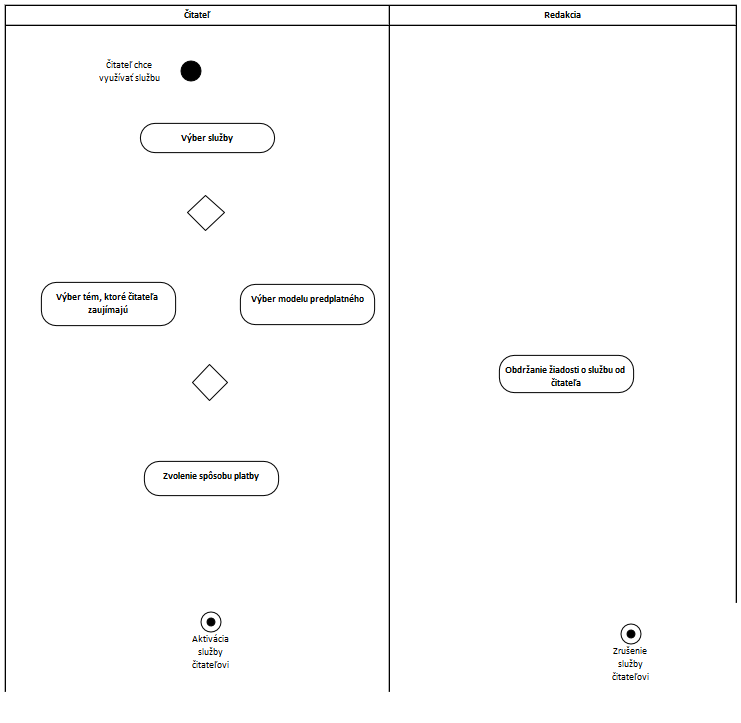 Čitateľ
Redakcia
Čitateľ chce
využívať službu
Výber služby
Výber tém, ktoré čitateľa
zaujímajú
Výber modelu predplatného
Obdržanie žiadosti o službu od
čitateľa
Zvolenie spôsobu platby
Aktivácia
služby
čitateľovi
Zrušenie
služby
čitateľovi